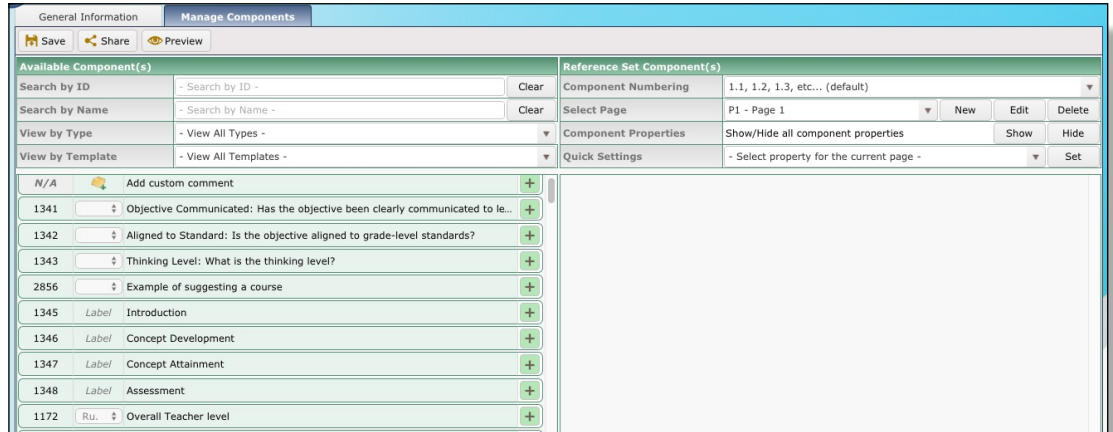 General Information Manage Components
Save Share Preview
Available Component(s) Reference Set Component(s)
Search by ID - Search by ID - Clear Component Numbering 1.1, 1.2, 1.3, etc... (default)
Search by Name - Search by Name - Clear Select Page P1 - Page 1 New Edit Delete
View by Type - View All Types - Component Properties Show/Hide all component properties Show Hide
View by Template - View All Templates - Quick Settings - Select property for the current page - Set
N/A Add custom comment +
1341 Objective Communicated: Has the objective been clearly communicated to le... +
1342 Aligned to Standard: Is the objective aligned to grade-level standards? +
1343 Thinking Level: What is the thinking level? +
2856 Example of suggesting a course +
1345 Label Introduction +
1346 Label Concept Development +
1347 Label Concept Attainment +
1348 Label Assessment +
1172 Ru. Overall Teacher level +